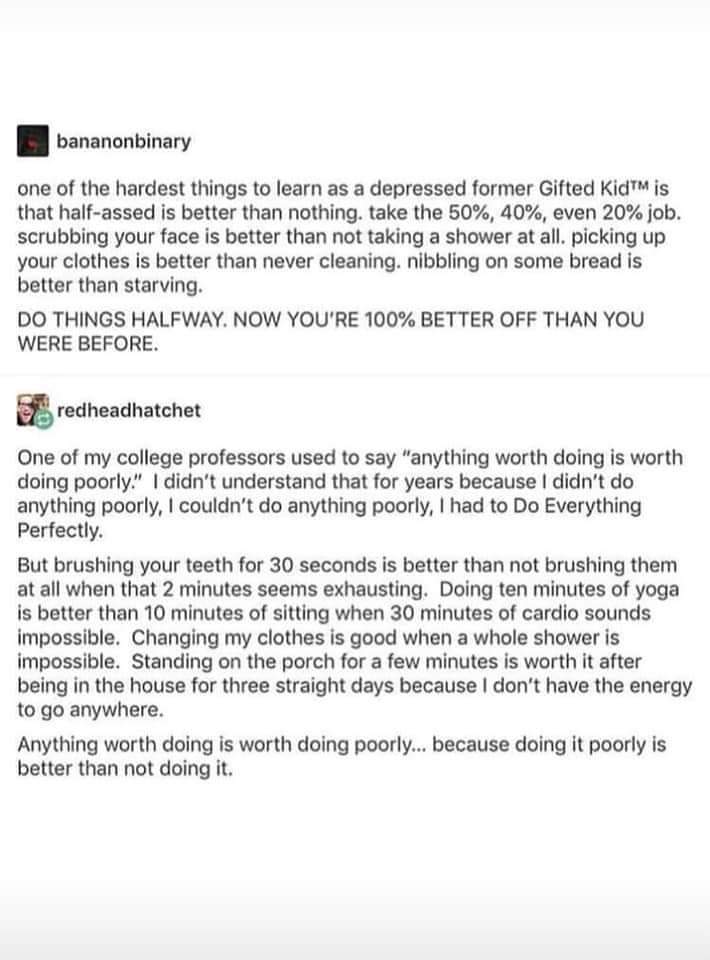 bananonbinary
one of the hardest things to learn as a depressed former Gifted Kid™ is
that half-assed is better than nothing. take the 50%, 40%, even 20% job.
scrubbing your face is better than not taking a shower at all. picking up
your clothes is better than never cleaning. nibbling on some bread is
better than starving.
DO THINGS HALFWAY. NOW YOU'RE 100% BETTER OFF THAN YOU
WERE BEFORE.
redheadhatchet
One of my college professors used to say "anything worth doing is worth
doing poorly." I didn't understand that for years because I didn't do
anything poorly, I couldn't do anything poorly, I had to Do Everything
Perfectly.
But brushing your teeth for 30 seconds is better than not brushing them
at all when that 2 minutes seems exhausting. Doing ten minutes of yoga
is better than 10 minutes of sitting when 30 minutes of cardio sounds
impossible. Changing my clothes is good when a whole shower is
impossible. Standing on the porch for a few minutes is worth it after
being in the house for three straight days because I don't have the energy
to go anywhere.
Anything worth doing is worth doing poorly... because doing it poorly is
better than not doing it.